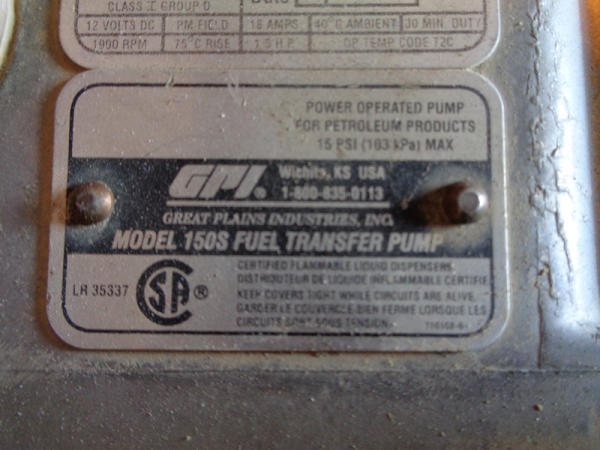 CLASS I GROUP D
12 VOLTS DC PM FIELD 18 AMPS 40°C AMBIENT 30 MIN. DUTY
1900 RPM 75°C RISE H.P. OP TEMP CODE T2C
POWER OPERATED PUMP
FOR PETROLEUM PRODUCTS
15 PSI (103 kPa) MAX
GPI®
Wichita, KS USA
1-800-835-0113
GREAT PLAINS INDUSTRIES, INC.
MODEL 150S FUEL TRANSFER PUMP
LR 35337
CSA®
CERTIFIED FLAMMABLE LIQUID DISPENSERS
DISTRIBUTEUR DE LIQUIDE INFLAMMABLE CERTIFIE
KEEP COVERS TIGHT WHILE CIRCUITS ARE ALIVE.
GARDER LE COUVERCLE BIEN FERME LORSQUE LES
CIRCUITS SONT SOUS TENSION.